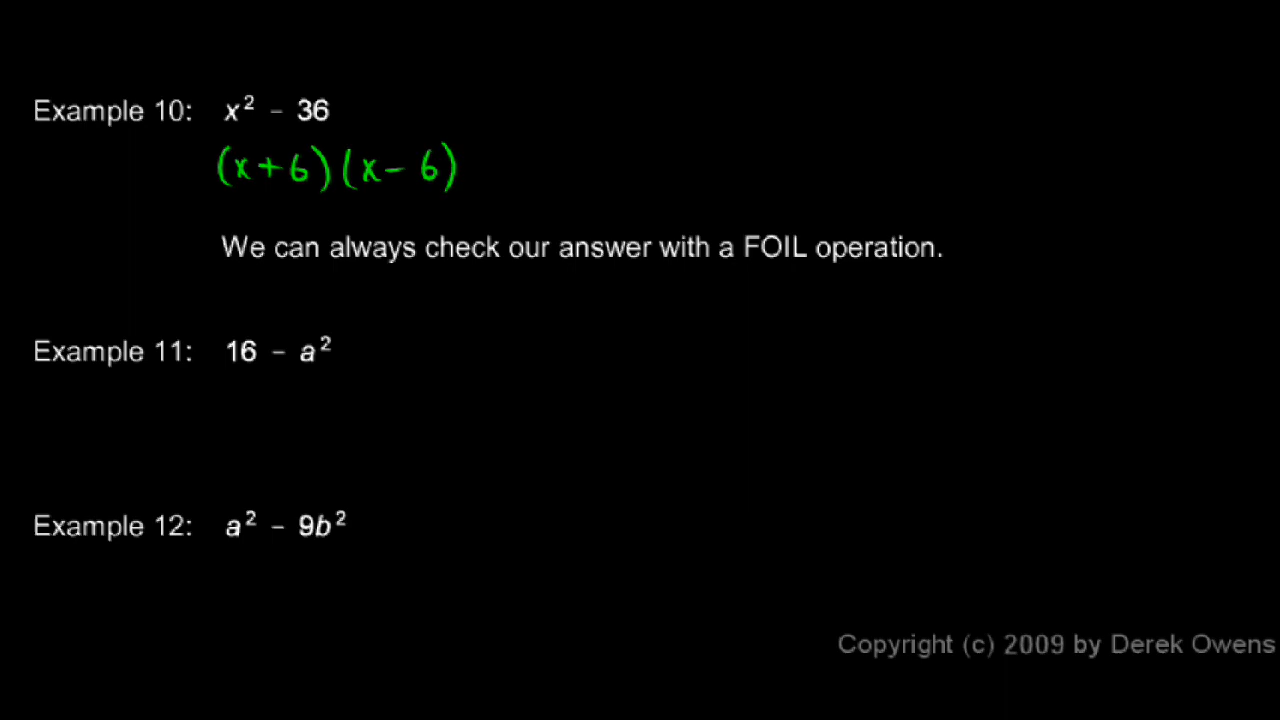 Example 10: x² − 36
(x+6)(x−6)
We can always check our answer with a FOIL operation.
Example 11: 16 − a²
Example 12: a² − 9b²
Copyright (c) 2009 by Derek Owens